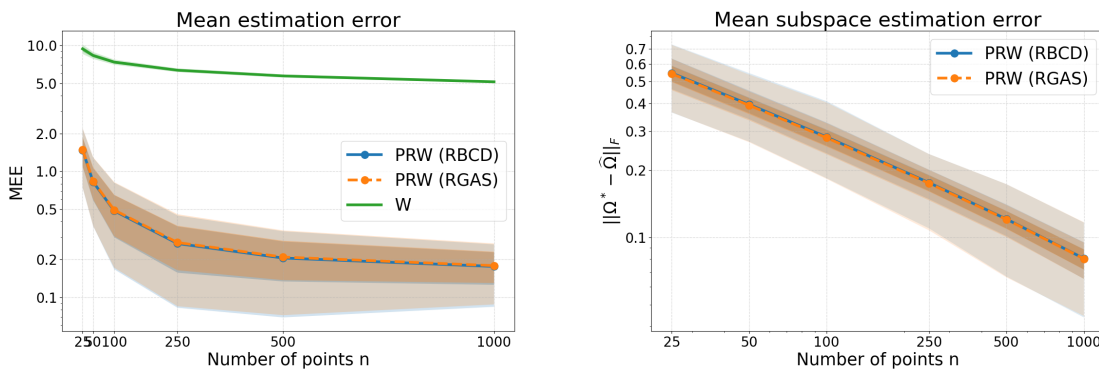 Mean estimation error
MEE
10.0
5.0
2.0
1.0
0.5
0.2
0.1
PRW (RBCD)
PRW (RGAS)
W
25
50
100
250
500
1000
Number of points n
Mean subspace estimation error
||Ω* − Ω̂||_F
0.7
0.6
0.5
0.4
0.3
0.2
0.1
PRW (RBCD)
PRW (RGAS)
25
50
100
250
500
1000
Number of points n